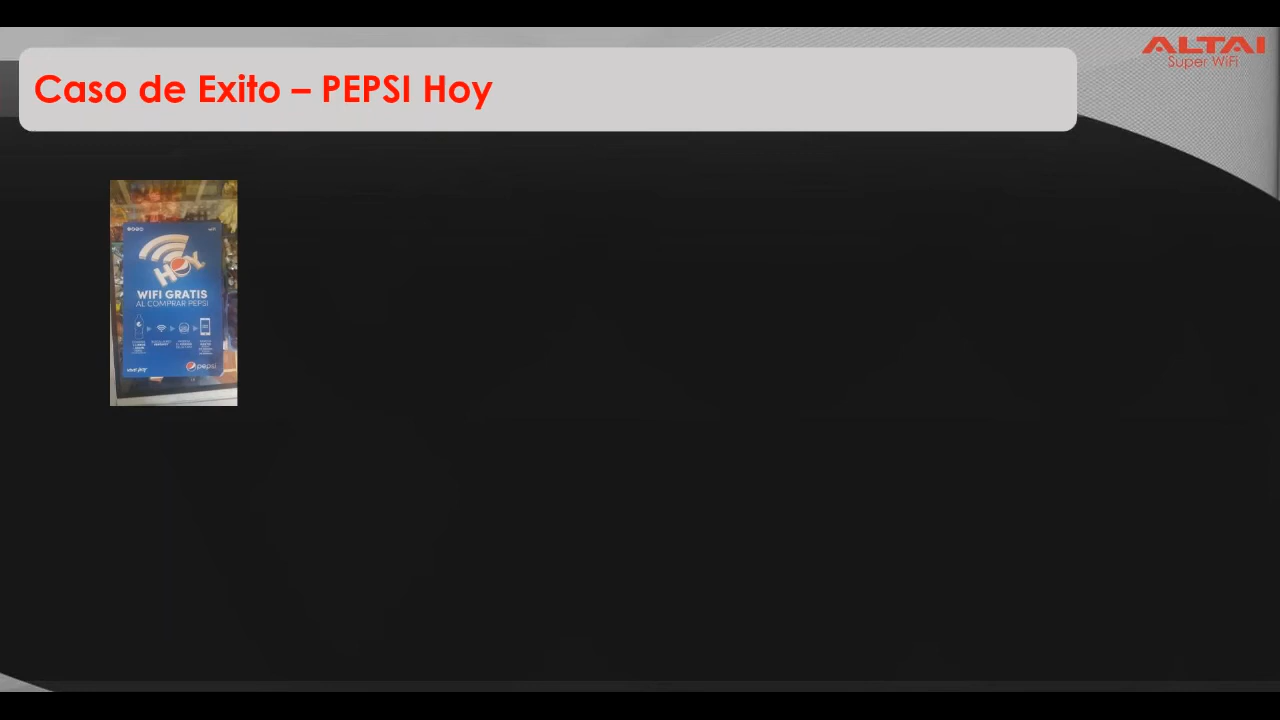 Caso de Exito – PEPSI Hoy
ALTAI
Super WiFi
HOY
WIFI GRATIS
AL COMPRAR PEPSI
pepsi